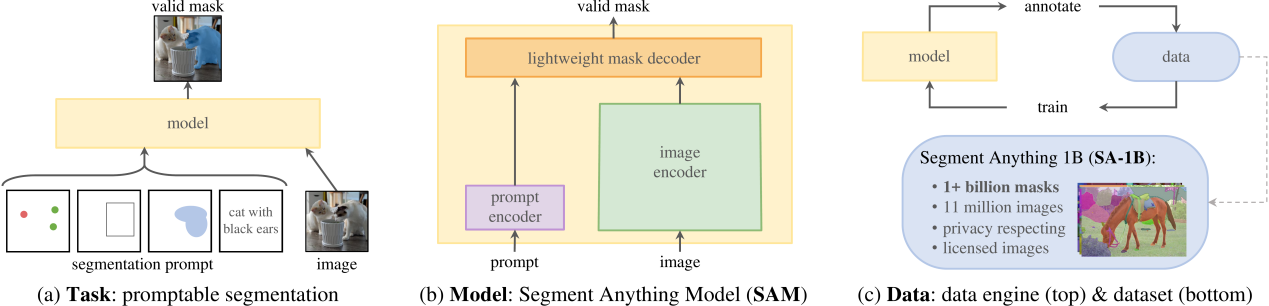 valid mask
model
cat with
black ears
segmentation prompt
image
(a) Task: promptable segmentation
valid mask
lightweight mask decoder
image
encoder
prompt
encoder
prompt
image
(b) Model: Segment Anything Model (SAM)
annotate
model
data
train
Segment Anything 1B (SA-1B):
• 1+ billion masks
• 11 million images
• privacy respecting
• licensed images
(c) Data: data engine (top) & dataset (bottom)